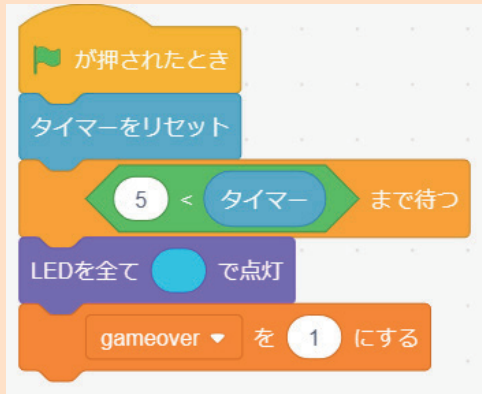 が押されたとき
タイマーをリセット
5 < タイマー まで待つ
LEDを全て で点灯
gameover を 1 にする